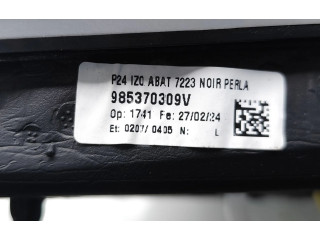 P24 IZQ ABAT 7223 NOIR PERLA
985370309V
Op: 1741 Fe: 27/02/24
Et: 0207/ 0405 N: L